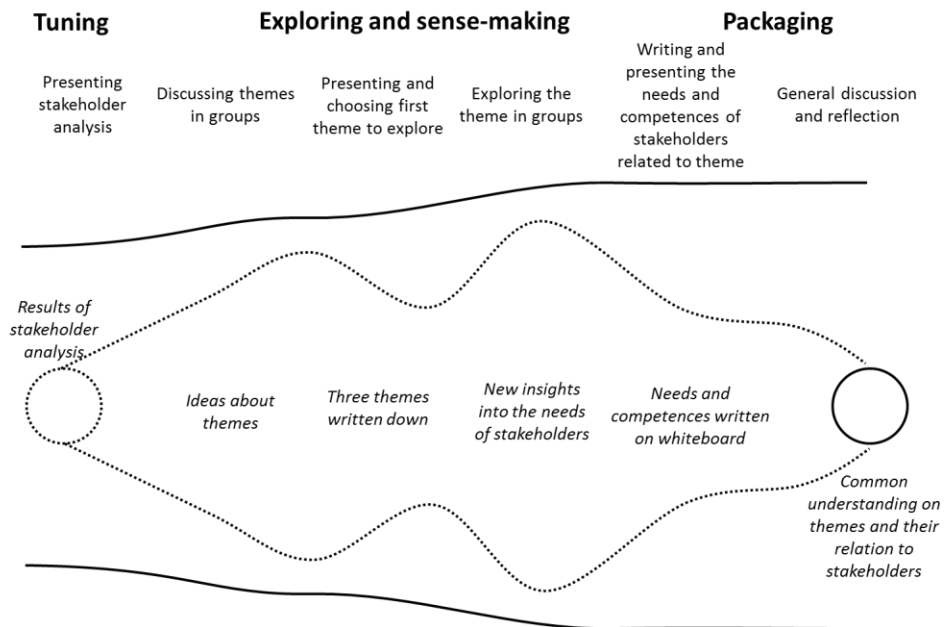 Tuning
Exploring and sense-making
Packaging
Presenting
stakeholder
analysis
Discussing themes
in groups
Presenting and
choosing first
theme to explore
Exploring the
theme in groups
Writing and
presenting the
needs and
competences of
stakeholders
related to theme
General discussion
and reflection
Results of
stakeholder
analysis
Ideas about
themes
Three themes
written down
New insights
into the needs
of stakeholders
Needs and
competences written
on whiteboard
Common
understanding on
themes and their
relation to
stakeholders